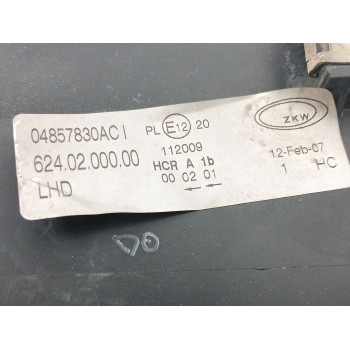 04857830AC I
PL E12 20
ZKW
624.02.000.00
112009
HCR A 1b
LHD
00 02 01
12-Feb-07
1 HC
DO